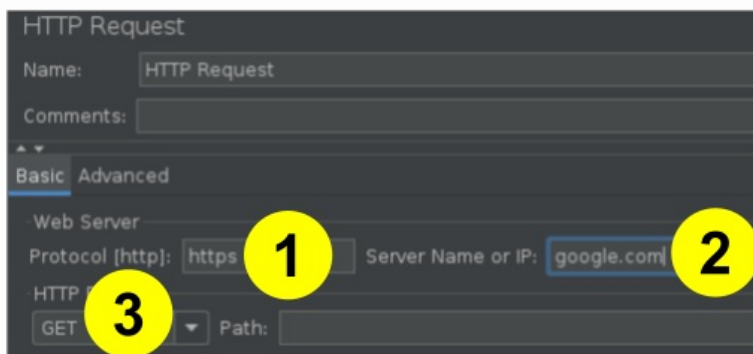 HTTP Request
Name: HTTP Request
Comments:
Basic Advanced
Web Server
Protocol [http]: https 1 Server Name or IP: google.com 2
HTTP
GET 3 Path: